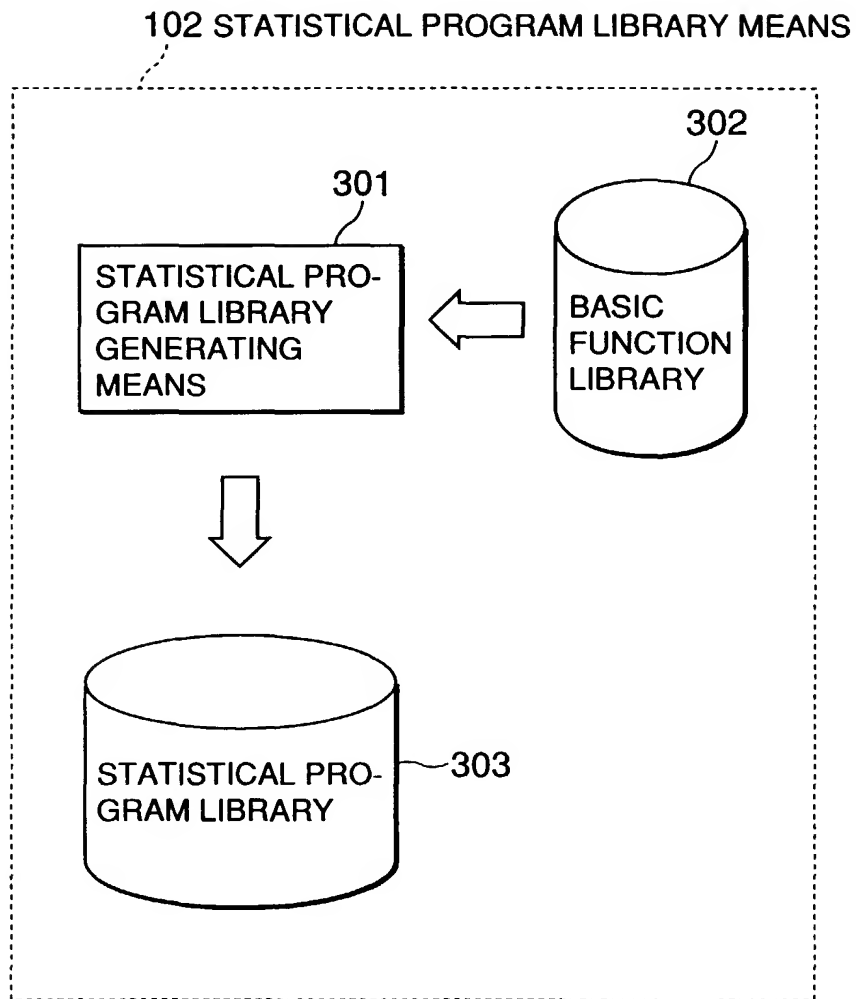 102 STATISTICAL PROGRAM LIBRARY MEANS
302
301
STATISTICAL PRO-
GRAM LIBRARY
GENERATING
MEANS
BASIC
FUNCTION
LIBRARY
STATISTICAL PRO-
GRAM LIBRARY
303